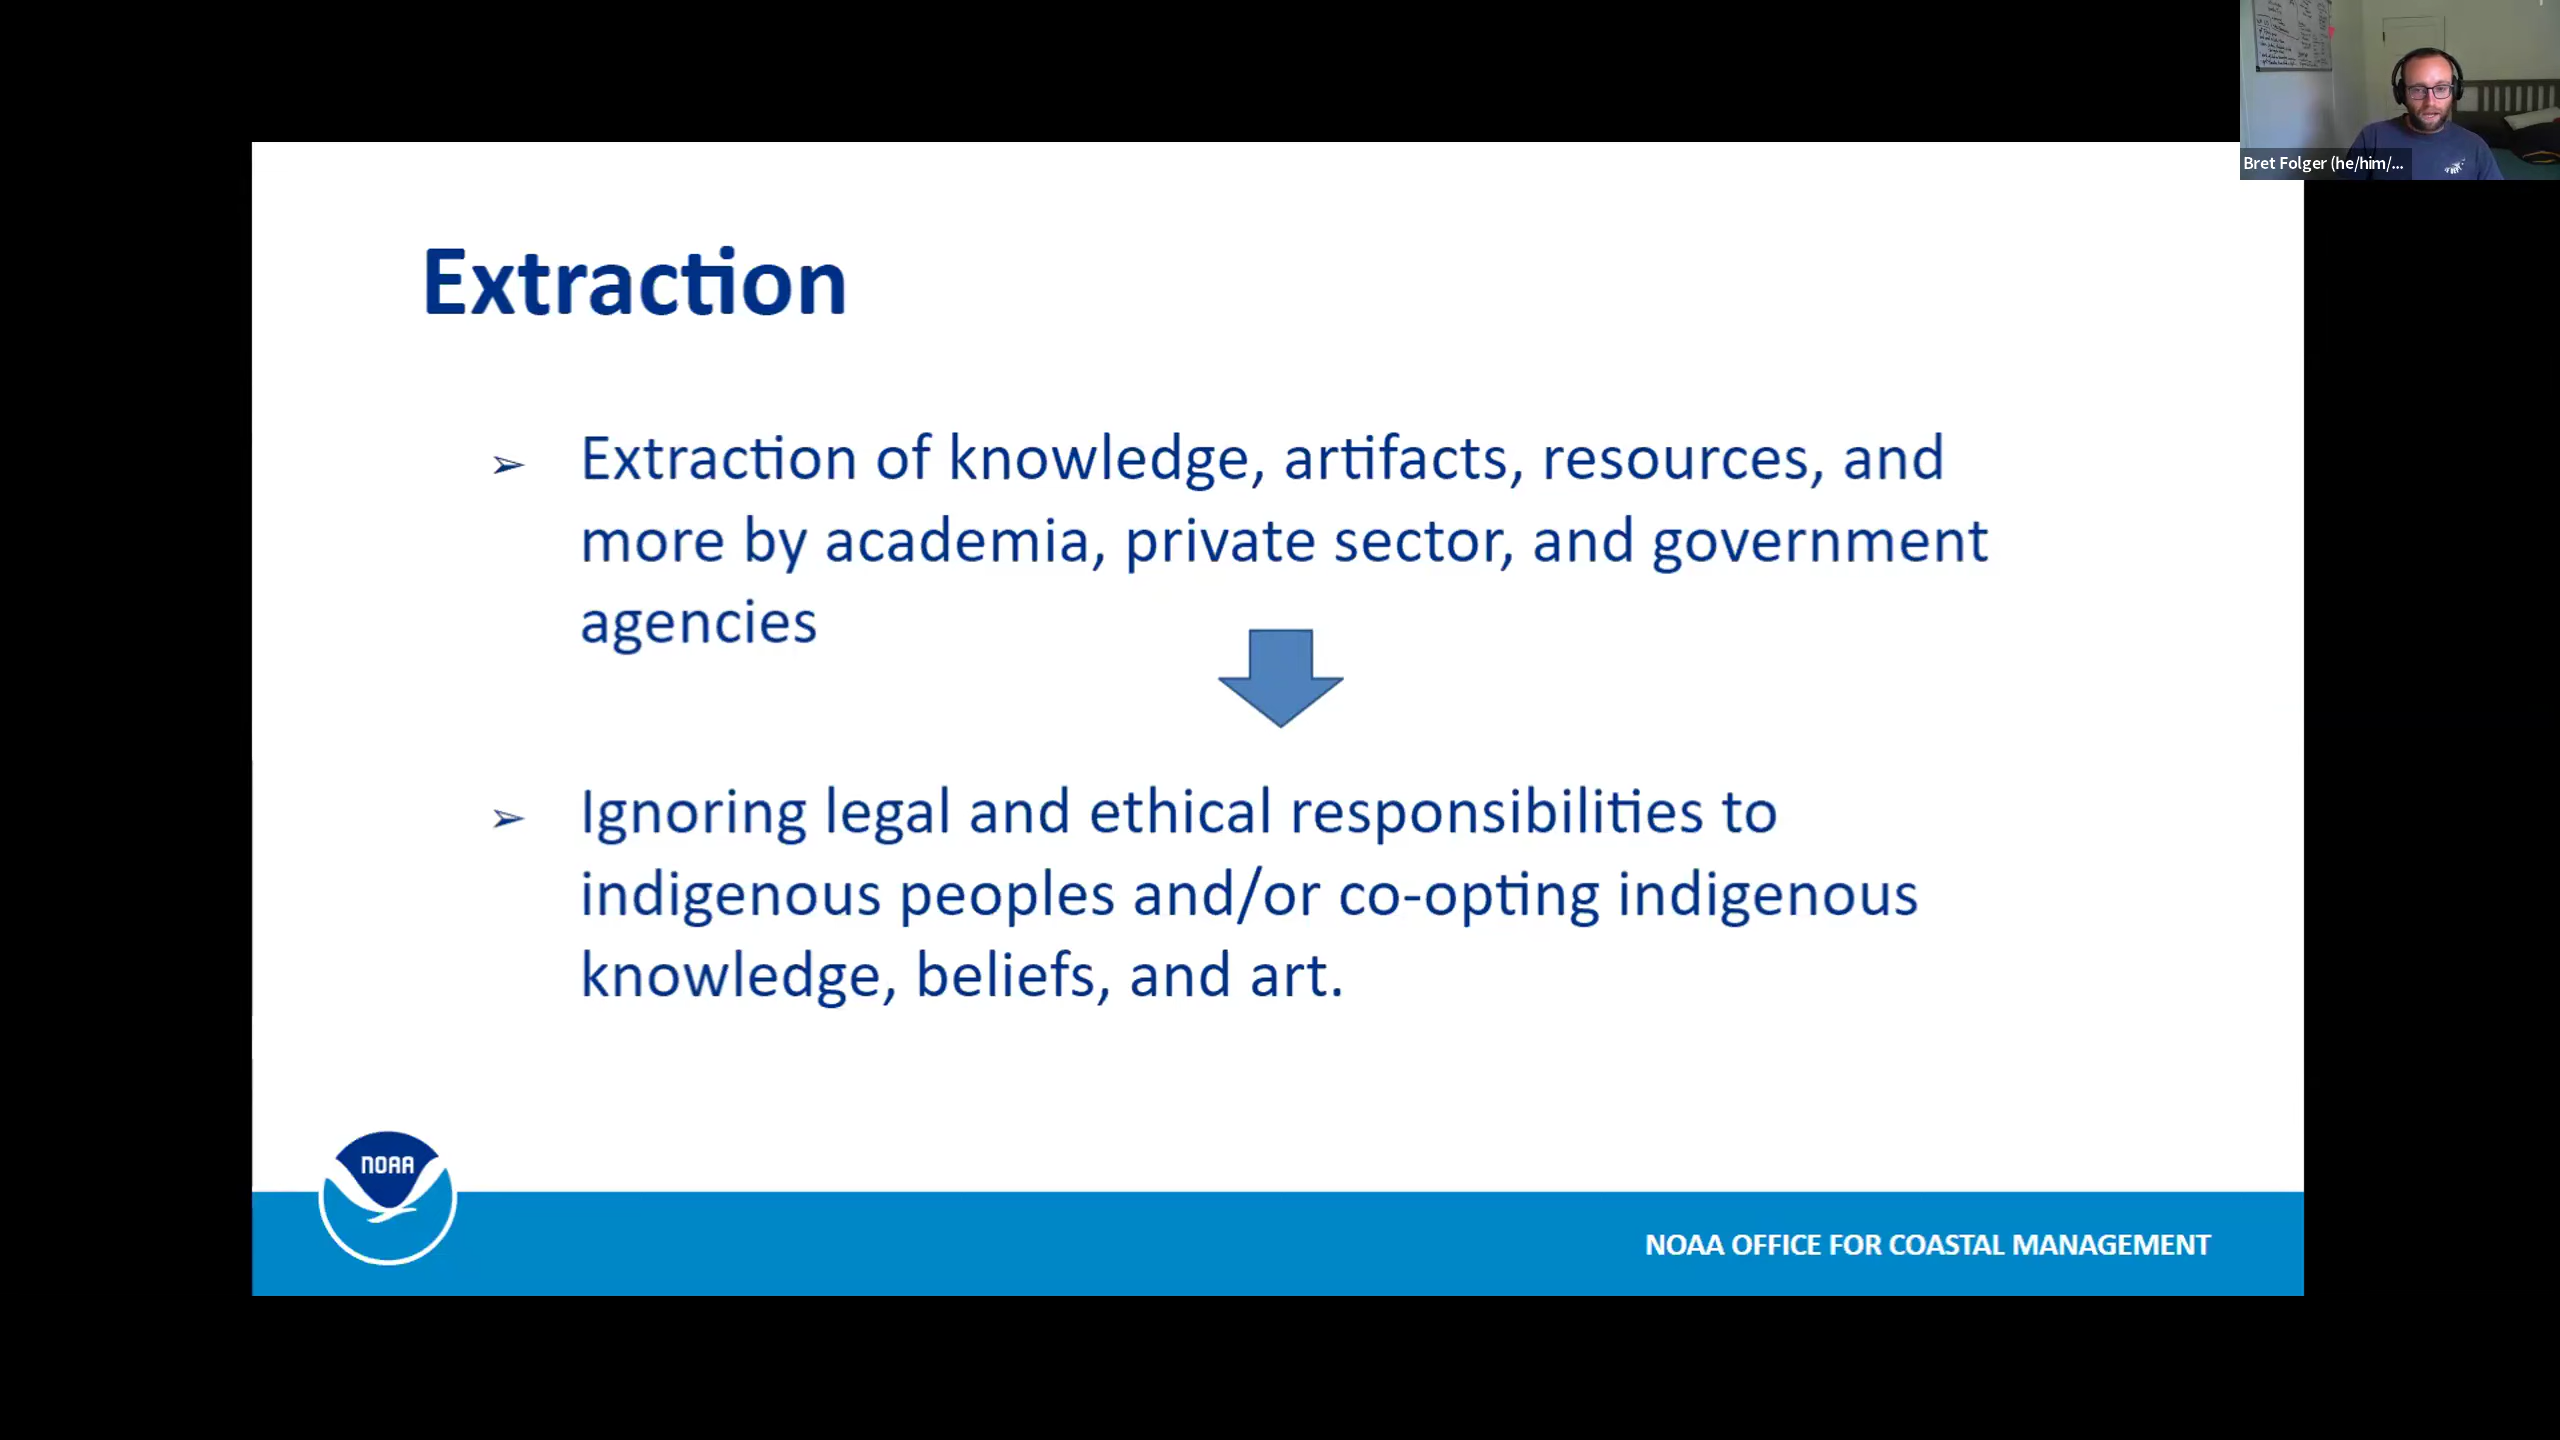 Bret Folger (he/him/...
Extraction
➢ Extraction of knowledge, artifacts, resources, and
more by academia, private sector, and government
agencies
➢ Ignoring legal and ethical responsibilities to
indigenous peoples and/or co-opting indigenous
knowledge, beliefs, and art.
NOAA
NOAA OFFICE FOR COASTAL MANAGEMENT